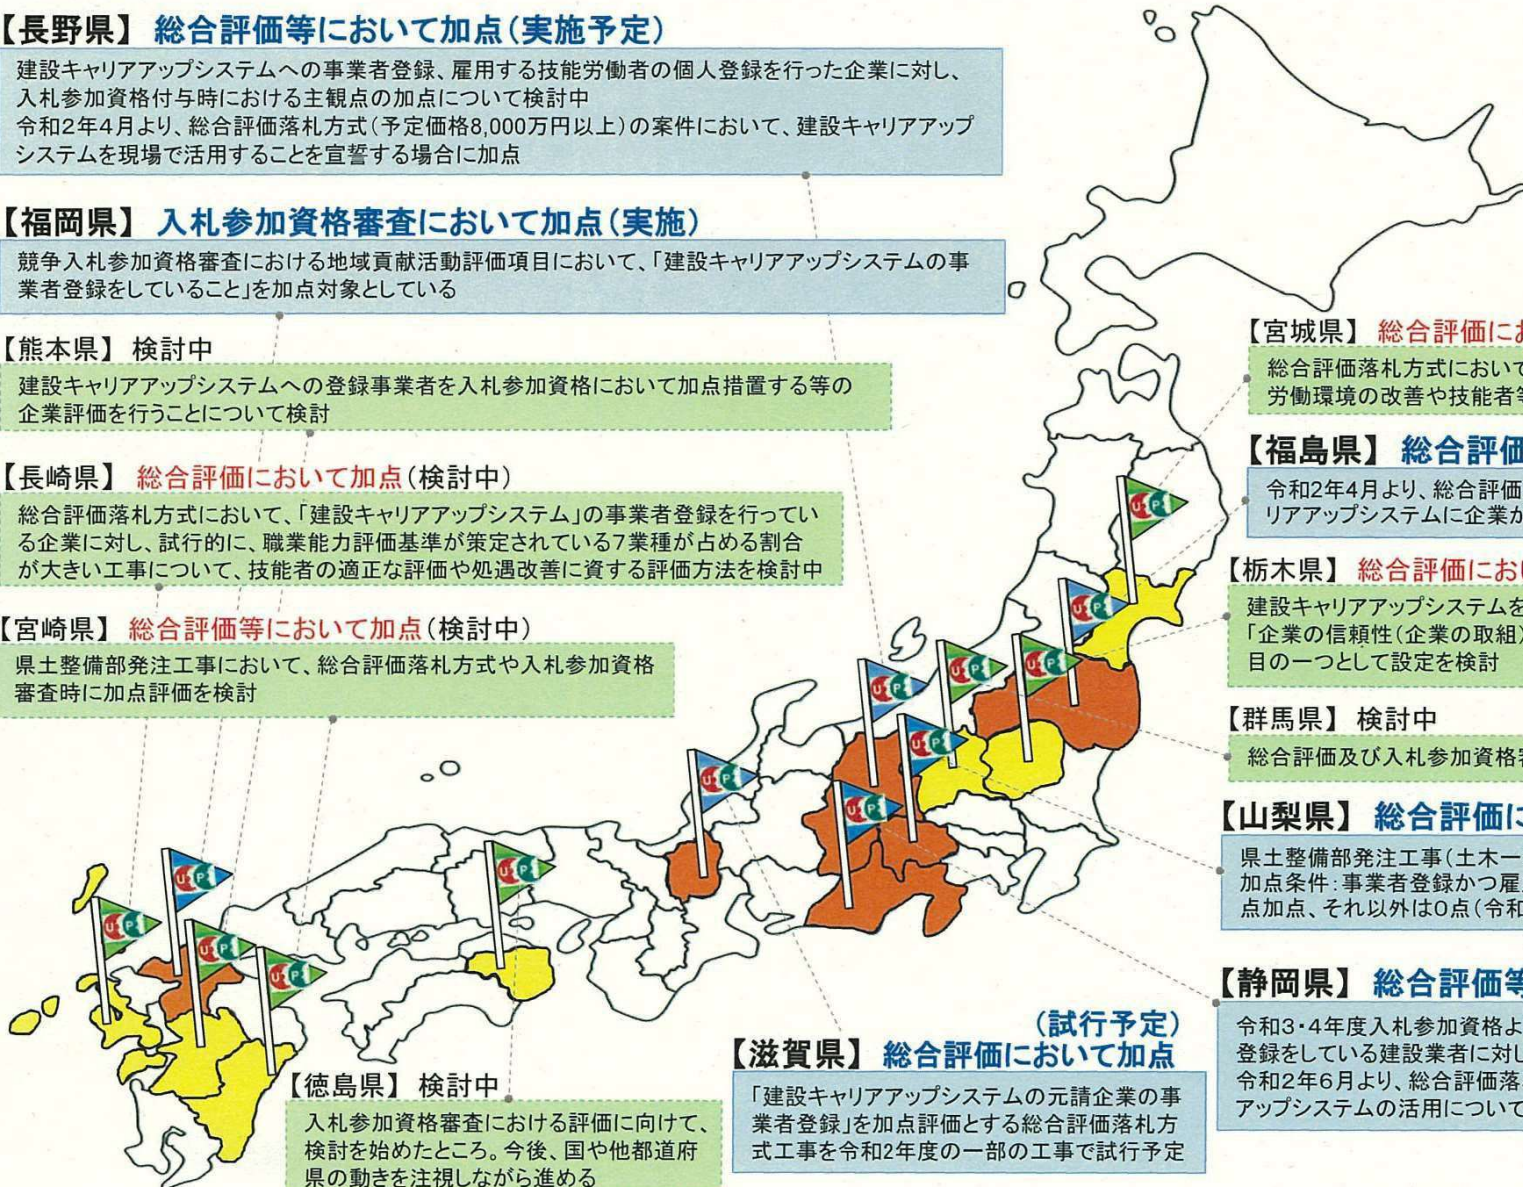 【長野県】 総合評価等において加点(実施予定)
建設キャリアアップシステムへの事業者登録、雇用する技能労働者の個人登録を行った企業に対し、
入札参加資格付与時における主観点の加点について検討中
令和2年4月より、総合評価落札方式(予定価格8,000万円以上)の案件において、建設キャリアアップ
システムを現場で活用することを宣誓する場合に加点
【福岡県】 入札参加資格審査において加点(実施)
競争入札参加資格審査における地域貢献活動評価項目において、「建設キャリアアップシステムの事
業者登録をしていること」を加点対象としている
【熊本県】 検討中
建設キャリアアップシステムへの登録事業者を入札参加資格において加点措置する等の
企業評価を行うことについて検討
【長崎県】 総合評価において加点(検討中)
総合評価落札方式において、「建設キャリアアップシステム」の事業者登録を行ってい
る企業に対し、試行的に、職業能力評価基準が策定されている7業種が占める割合
が大きい工事について、技能者の適正な評価や処遇改善に資する評価方法を検討中
【宮崎県】 総合評価等において加点(検討中)
県土整備部発注工事において、総合評価落札方式や入札参加資格
審査時に加点評価を検討
【徳島県】 検討中
入札参加資格審査における評価に向けて、
検討を始めたところ。今後、国や他都道府
県の動きを注視しながら進める
(試行予定)
【滋賀県】 総合評価において加点
「建設キャリアアップシステムの元請企業の事
業者登録」を加点評価とする総合評価落札方
式工事を令和2年度の一部の工事で試行予定
【宮城県】 総合評価にお
総合評価落札方式において
労働環境の改善や技能者等
【福島県】 総合評価
令和2年4月より、総合評価
リアアップシステムに企業が
【栃木県】 総合評価におい
建設キャリアアップシステムを
「企業の信頼性(企業の取組)
目の一つとして設定を検討
【群馬県】 検討中
総合評価及び入札参加資格
【山梨県】 総合評価に
県土整備部発注工事(土木一
加点条件:事業者登録かつ雇
点加点、それ以外は0点(令和
【静岡県】 総合評価等
令和3・4年度入札参加資格よ
登録をしている建設業者に対し
令和2年6月より、総合評価落
アップシステムの活用について